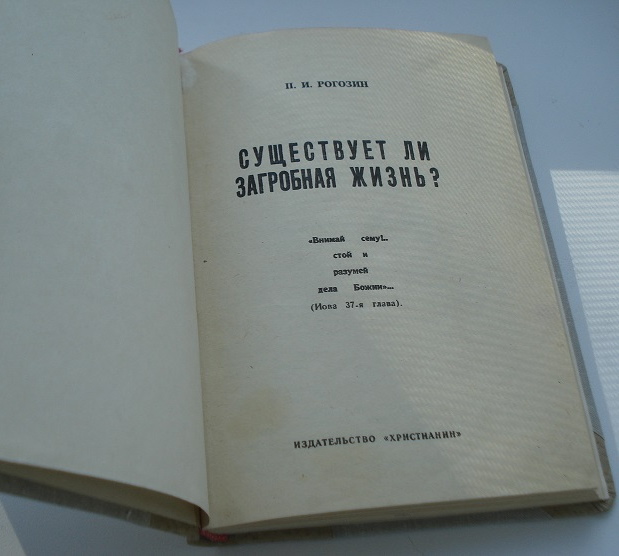 П. И. РОГОЗИН
СУЩЕСТВУЕТ ЛИ
ЗАГРОБНАЯ ЖИЗНЬ?
«Внимай сему!..
стой и
разумей
дела Божии»...
(Иова 37-я глава).
ИЗДАТЕЛЬСТВО «ХРИСТИАНИН»